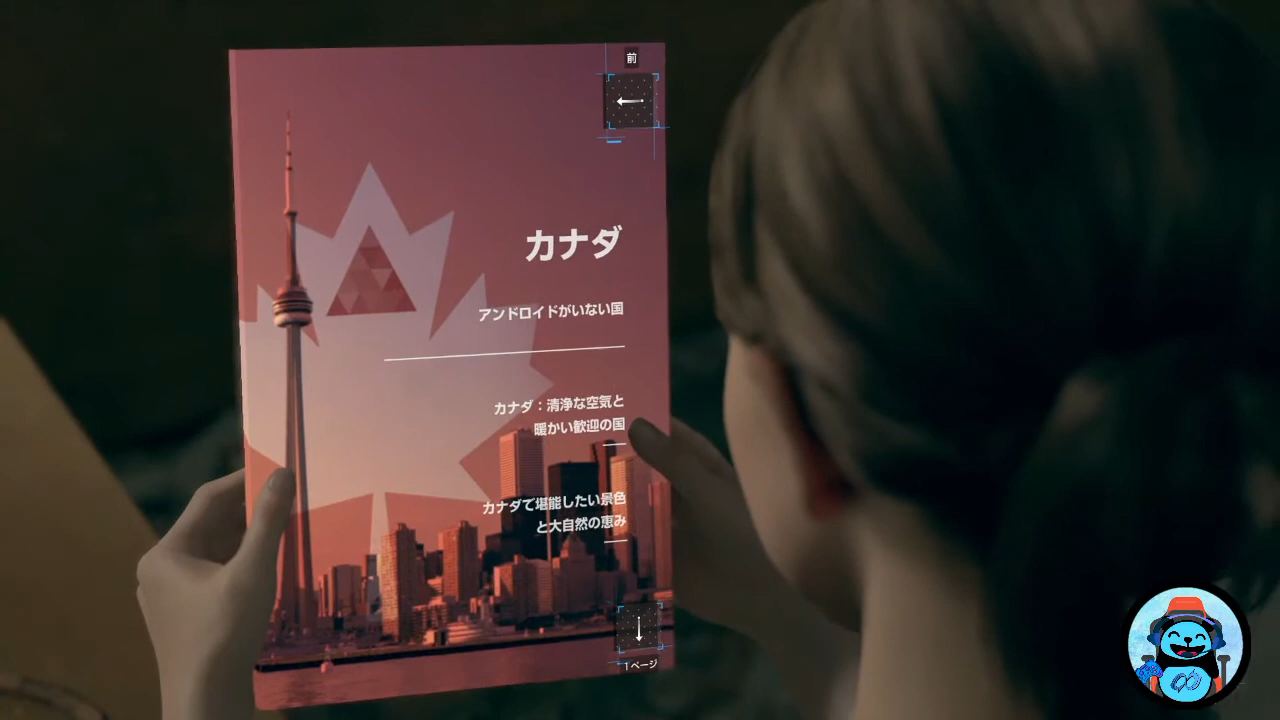 前
カナダ
アンドロイドがいない国
カナダ：清浄な空気と
暖かい歓迎の国
カナダで堪能したい景色
と大自然の恵み
1ページ